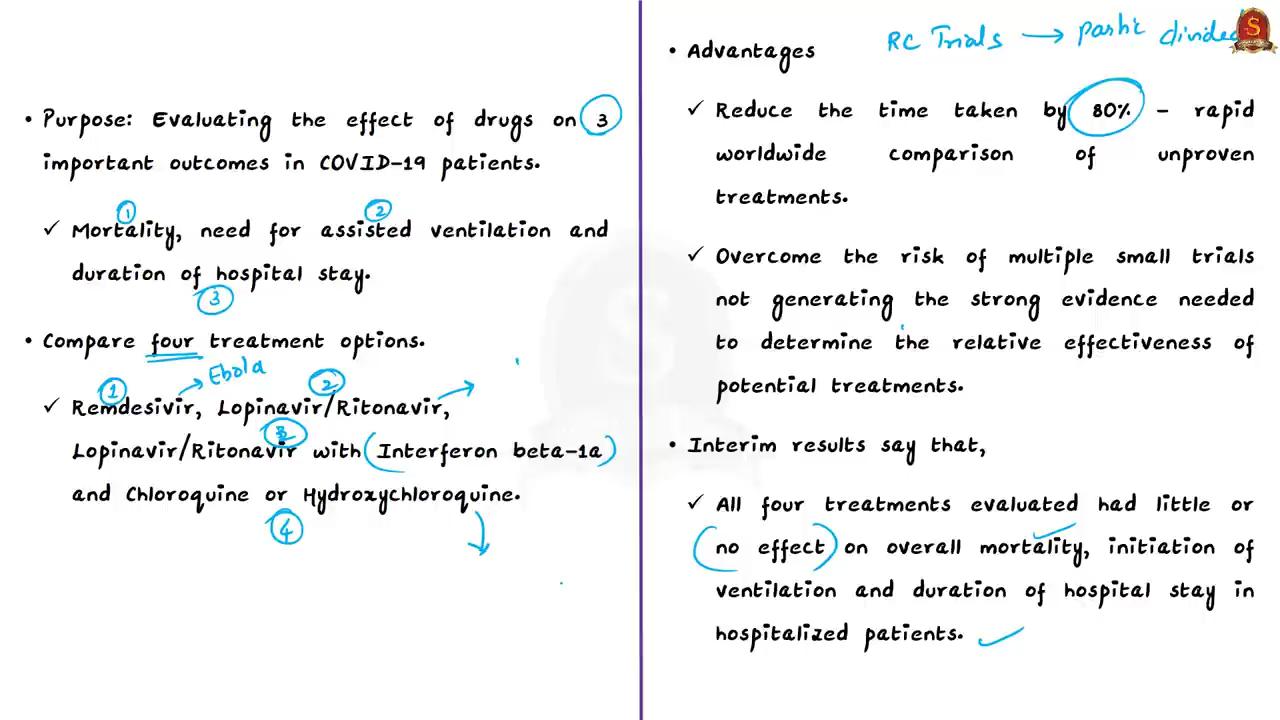 • Purpose: Evaluating the effect of drugs on 3
important outcomes in COVID-19 patients.
1 2
✓ Mortality, need for assisted ventilation and
duration of hospital stay.
3
• Compare four treatment options.
Ebola
1 2
✓ Remdesivir, Lopinavir/Ritonavir,
3
Lopinavir/Ritonavir with (Interferon beta-1a)
and Chloroquine or Hydroxychloroquine.
4
RC Trials → partic divided
S
• Advantages
✓ Reduce the time taken by 80% – rapid
worldwide comparison of unproven
treatments.
✓ Overcome the risk of multiple small trials
not generating the strong evidence needed
to determine the relative effectiveness of
potential treatments.
• Interim results say that,
✓ All four treatments evaluated had little or
(no effect) on overall mortality, initiation of
ventilation and duration of hospital stay in
hospitalized patients.